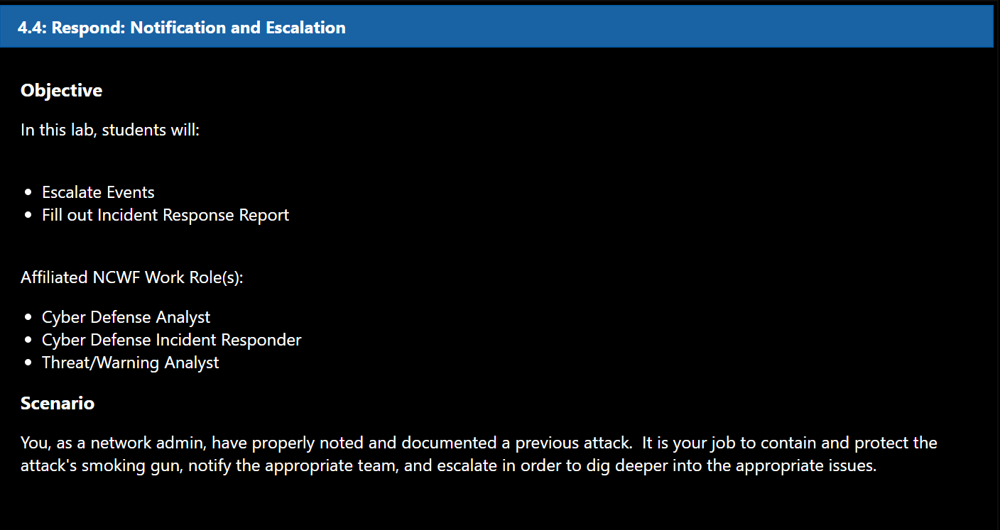 4.4: Respond: Notification and Escalation
Objective
In this lab, students will:
• Escalate Events
• Fill out Incident Response Report
Affiliated NCWF Work Role(s):
• Cyber Defense Analyst
• Cyber Defense Incident Responder
• Threat/Warning Analyst
Scenario
You, as a network admin, have properly noted and documented a previous attack.  It is your job to contain and protect the
attack's smoking gun, notify the appropriate team, and escalate in order to dig deeper into the appropriate issues.